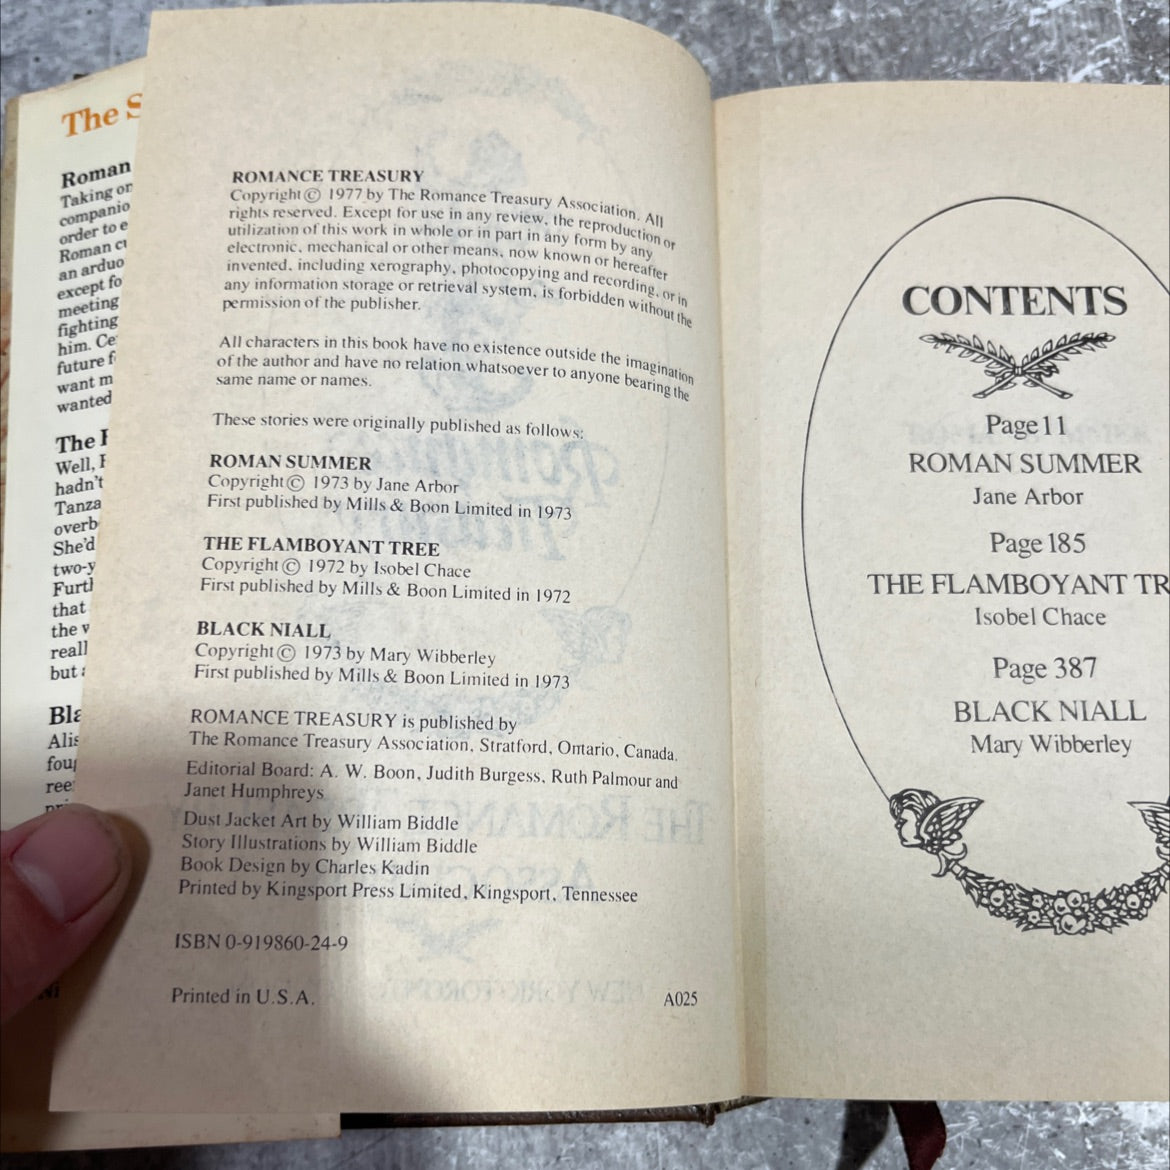 The
Roman
Taking on
companio
order to e
Roman cu
an arduo
except fo
meeting
fighting
him. Ce
future f
want m
wanted
The F
Well, F
hadn't
Tanza
overb
She'd
two-y
Furth
that
the v
reall
but
Bla
Alis
foug
ree
ROMANCE TREASURY
Copyright © 1977 by The Romance Treasury Association. All
rights reserved. Except for use in any review, the reproduction or
utilization of this work in whole or in part in any form by any
electronic, mechanical or other means, now known or hereafter
invented, including xerography, photocopying and recording, or in
any information storage or retrieval system, is forbidden without the
permission of the publisher.
All characters in this book have no existence outside the imagination
of the author and have no relation whatsoever to anyone bearing the
same name or names.
These stories were originally published as follows:
ROMAN SUMMER
Copyright © 1973 by Jane Arbor
First published by Mills & Boon Limited in 1973
THE FLAMBOYANT TREE
Copyright © 1972 by Isobel Chace
First published by Mills & Boon Limited in 1972
BLACK NIALL
Copyright © 1973 by Mary Wibberley
First published by Mills & Boon Limited in 1973
ROMANCE TREASURY is published by
The Romance Treasury Association, Stratford, Ontario, Canada.
Editorial Board: A. W. Boon, Judith Burgess, Ruth Palmour and
Janet Humphreys
Dust Jacket Art by William Biddle
Story Illustrations by William Biddle
Book Design by Charles Kadin
Printed by Kingsport Press Limited, Kingsport, Tennessee
ISBN 0-919860-24-9
Printed in U.S.A.
A025
CONTENTS
Page 11
ROMAN SUMMER
Jane Arbor
Page 185
THE FLAMBOYANT TR
Isobel Chace
Page 387
BLACK NIALL
Mary Wibberley